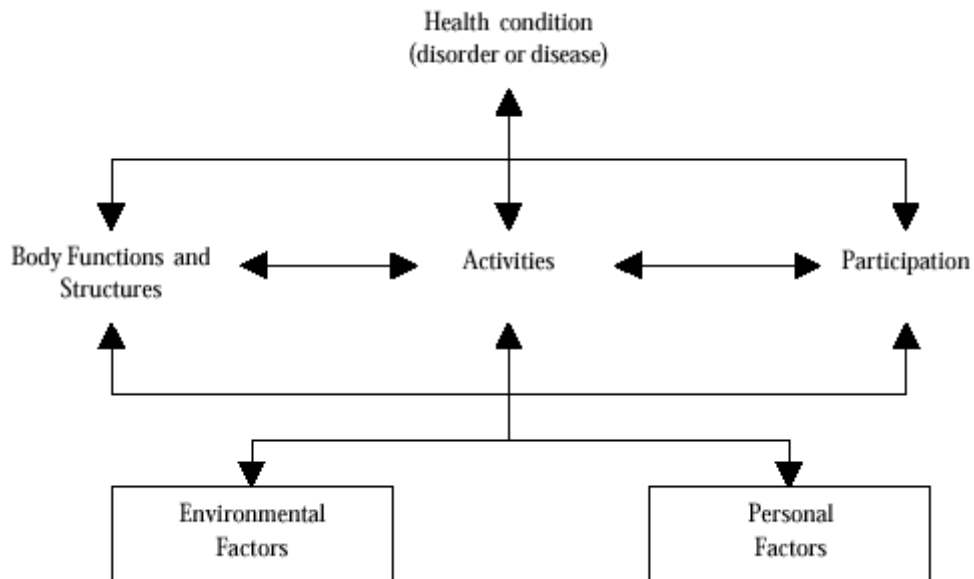 Health condition
(disorder or disease)
Body Functions and
Structures
Activities
Participation
Environmental
Factors
Personal
Factors